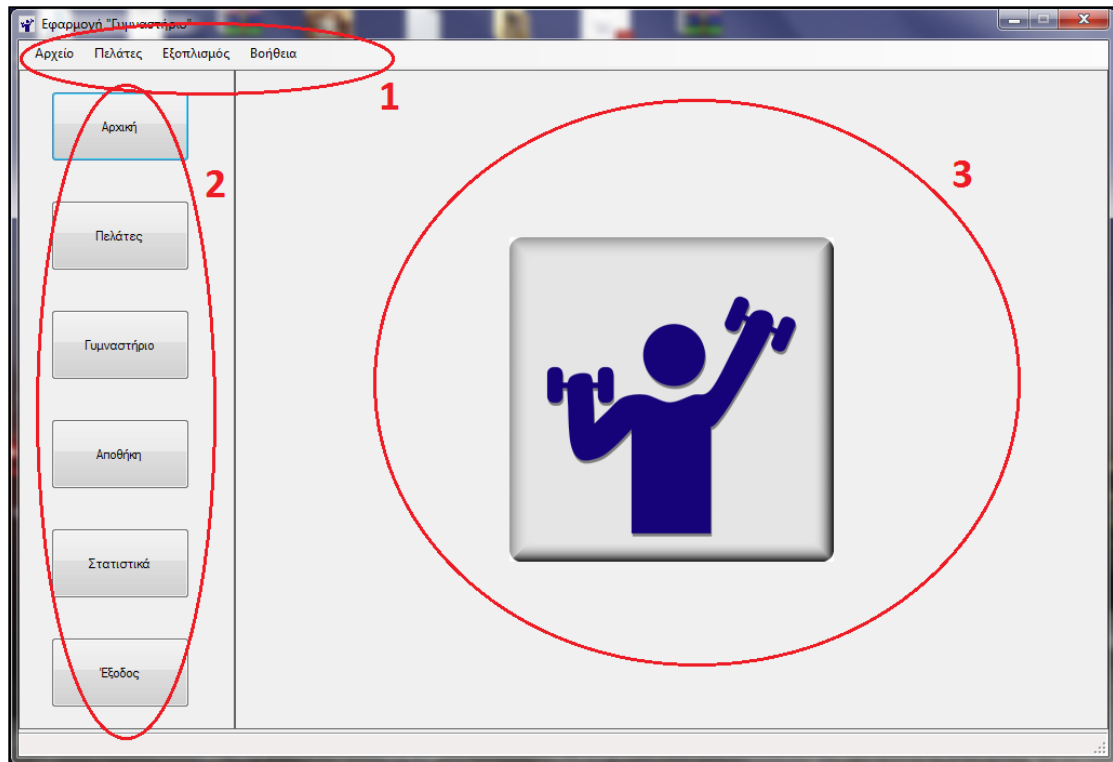 Εφαρμογή "Γυμναστήριο"
Αρχείο Πελάτες Εξοπλισμός Βοήθεια
1
Αρχική
2
3
Πελάτες
Γυμναστήριο
Αποθήκη
Στατιστικά
Έξοδος